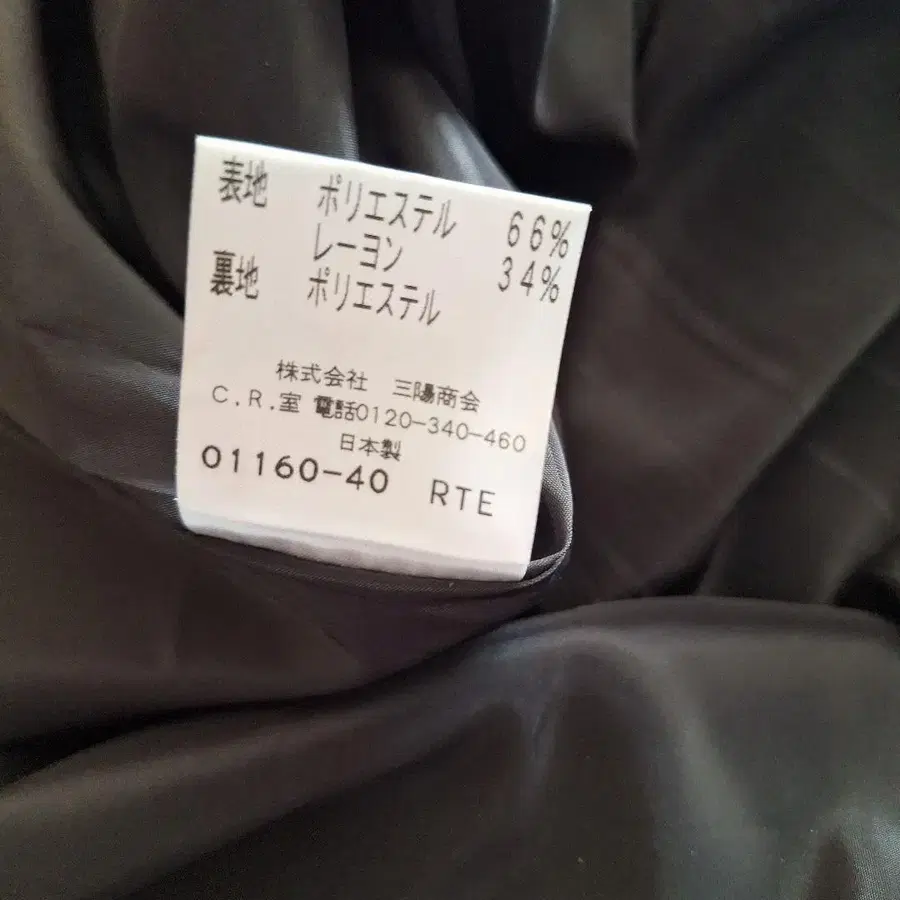 表地 ポリエステル 66%
レーヨン 34%
裏地 ポリエステル
株式会社 三陽商会
C.R.室 電話0120-340-460
日本製
01160-40 RTE